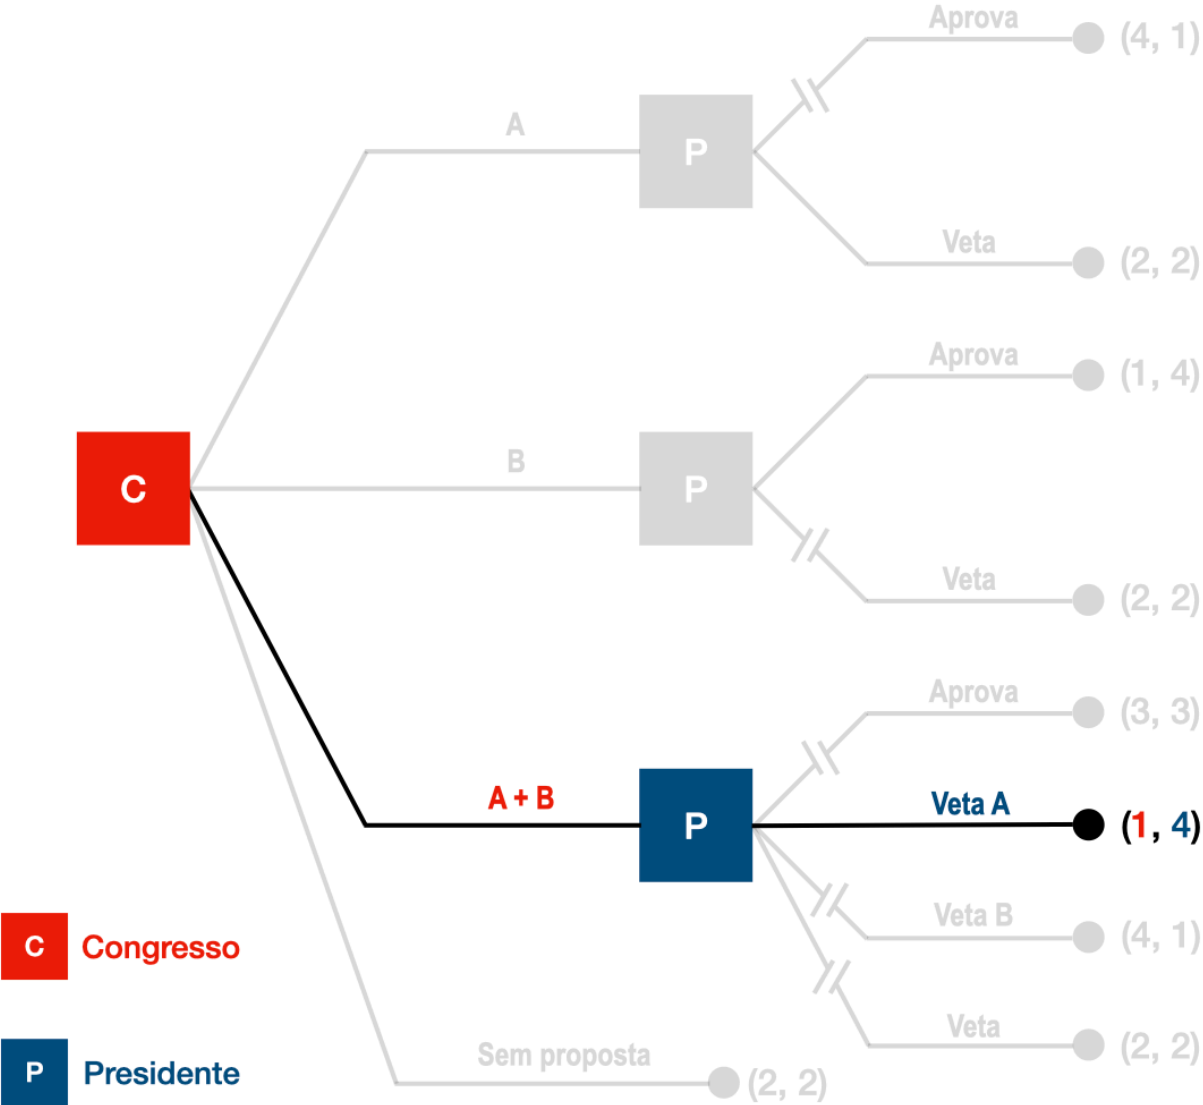 Aprova
(4, 1)
A
P
Veta
(2, 2)
Aprova
(1, 4)
B
C
P
Veta
(2, 2)
Aprova
(3, 3)
A + B
Veta A
P
(1, 4)
Veta B
(4, 1)
C Congresso
Veta
(2, 2)
Sem proposta
(2, 2)
P Presidente